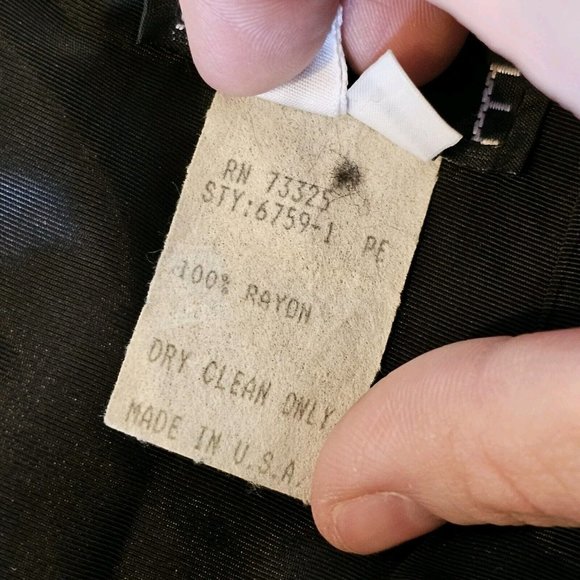 RN 73325
STY:6759-1 PE
100% RAYON
DRY CLEAN ONLY
MADE IN U.S.A.